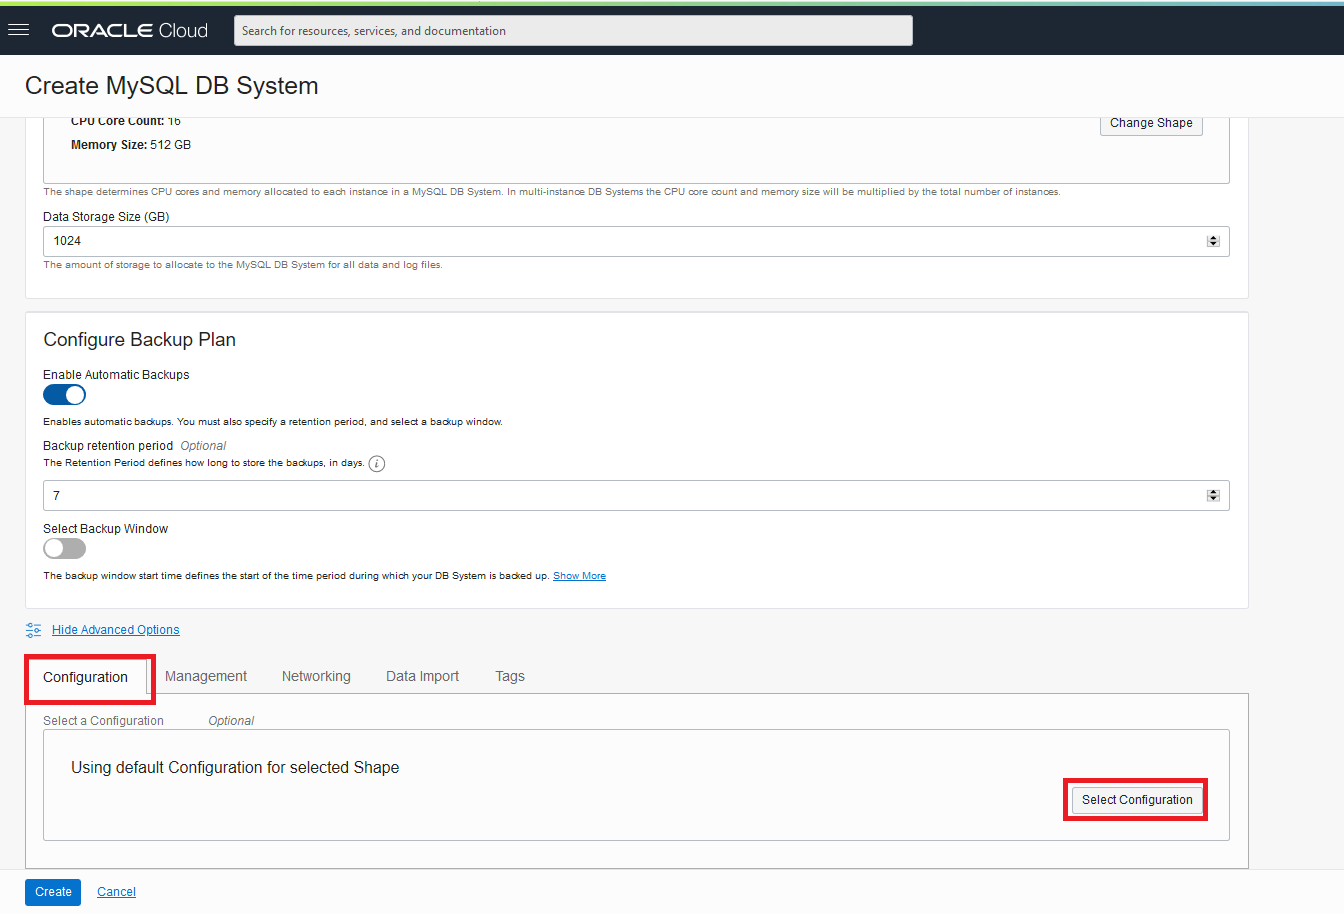 ORACLE Cloud
Search for resources, services, and documentation
Create MySQL DB System
CPU Core Count: 16
Change Shape
Memory Size: 512 GB
The shape determines CPU cores and memory allocated to each instance in a MySQL DB System. In multi-instance DB Systems the CPU core count and memory size will be multiplied by the total number of instances.
Data Storage Size (GB)
1024
The amount of storage to allocate to the MySQL DB System for all data and log files.
Configure Backup Plan
Enable Automatic Backups
Enables automatic backups. You must also specify a retention period, and select a backup window.
Backup retention period Optional
The Retention Period defines how long to store the backups, in days. i
7
Select Backup Window
The backup window start time defines the start of the time period during which your DB System is backed up. Show More
Hide Advanced Options
Configuration Management Networking Data Import Tags
Select a Configuration Optional
Using default Configuration for selected Shape
Select Configuration
Create Cancel